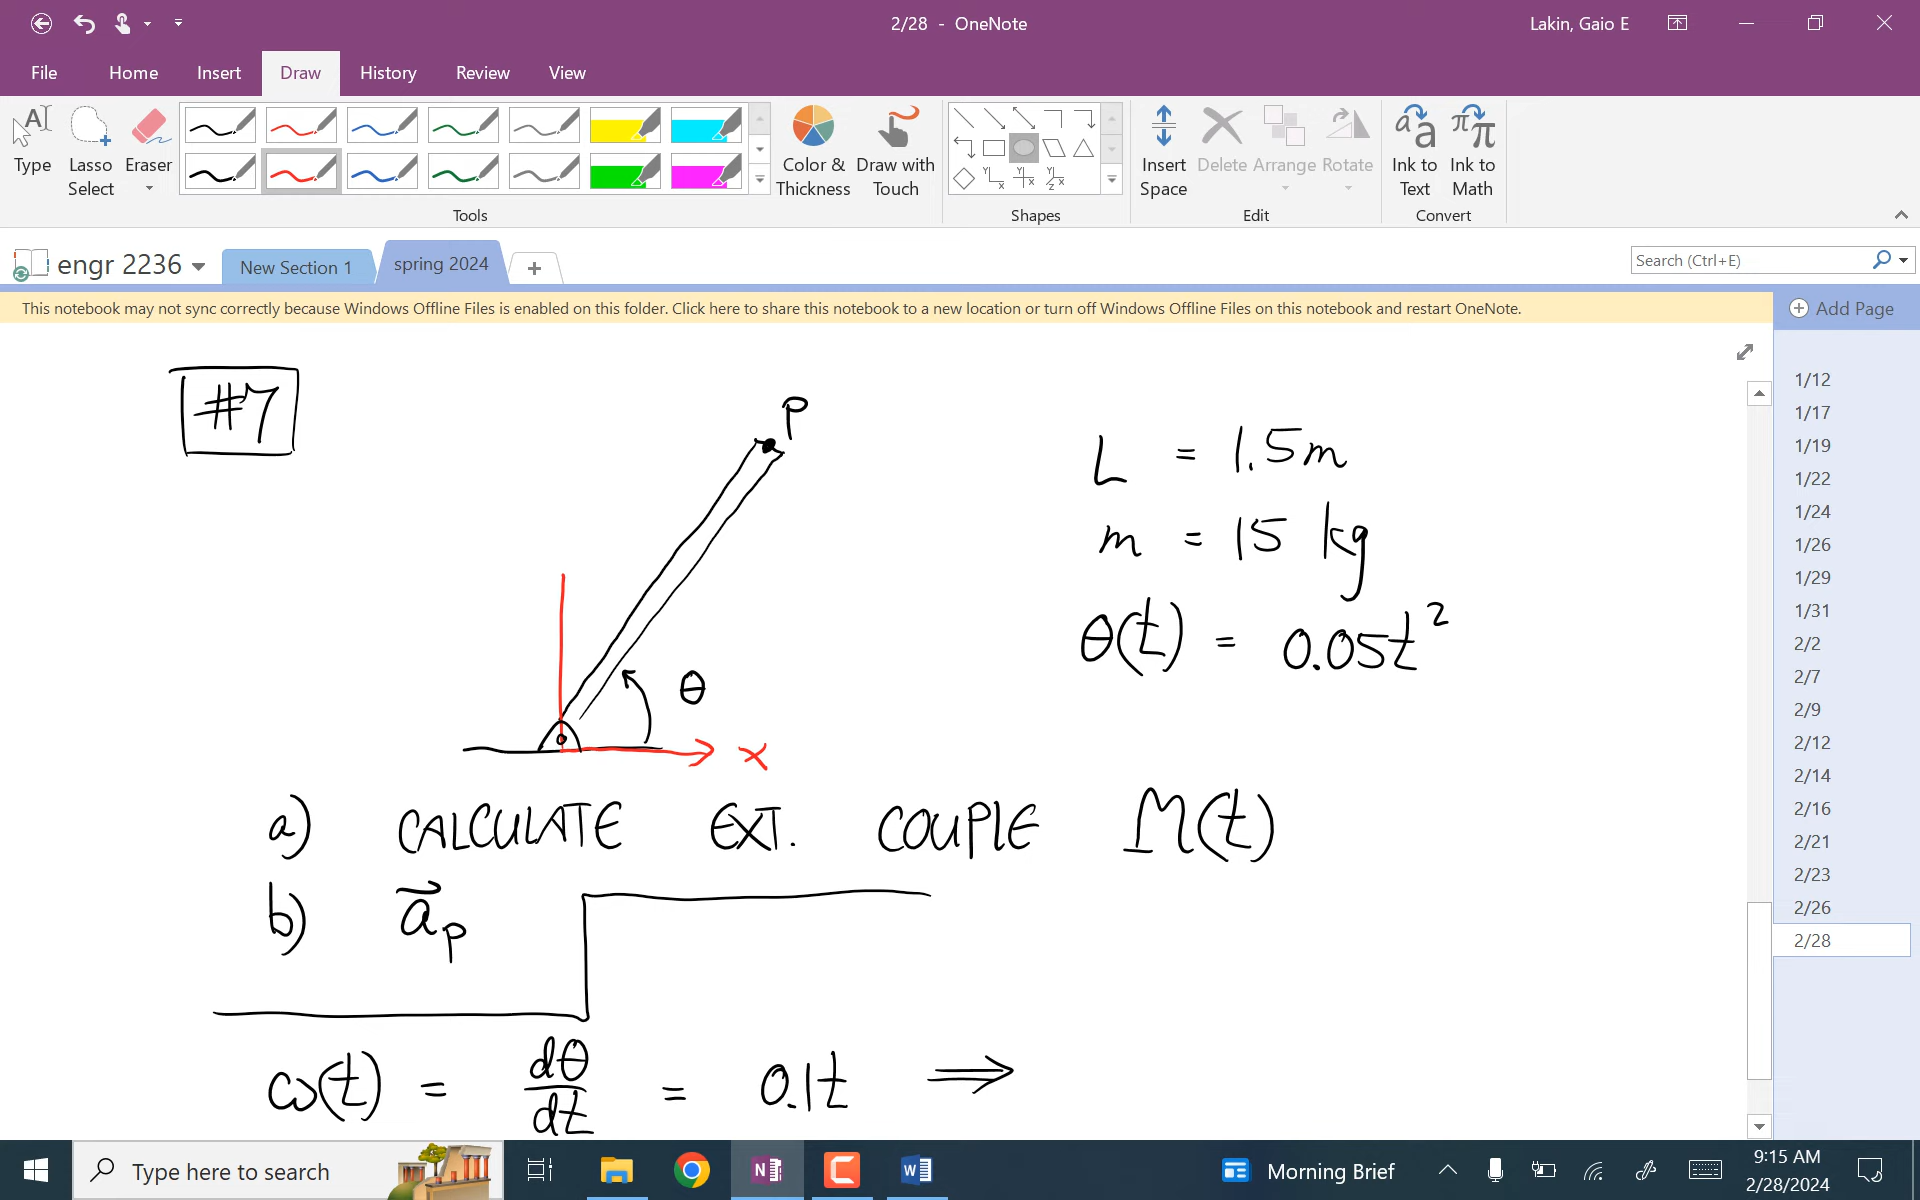 2/28 - OneNote
Lakin, Gaio E
File Home Insert Draw History Review View
Type
Lasso Select
Eraser
Color & Thickness
Draw with Touch
Insert Space
Delete Arrange Rotate
Ink to Text
Ink to Math
Tools
Shapes
Edit
Convert
engr 2236
New Section 1
spring 2024
Search (Ctrl+E)
This notebook may not sync correctly because Windows Offline Files is enabled on this folder. Click here to share this notebook to a new location or turn off Windows Offline Files on this notebook and restart OneNote.
Add Page
1/12
1/17
1/19
1/22
1/24
1/26
1/29
1/31
2/2
2/7
2/9
2/12
2/14
2/16
2/21
2/23
2/26
2/28
#7
P
L = 1.5m
m = 15 kg
θ(t) = 0.05t²
θ
x
a) CALCULATE EXT. COUPLE M(t)
b) a⃗_P
ω(t) = dθ/dt = 0.1t ⟹
Type here to search
Morning Brief
9:15 AM
2/28/2024